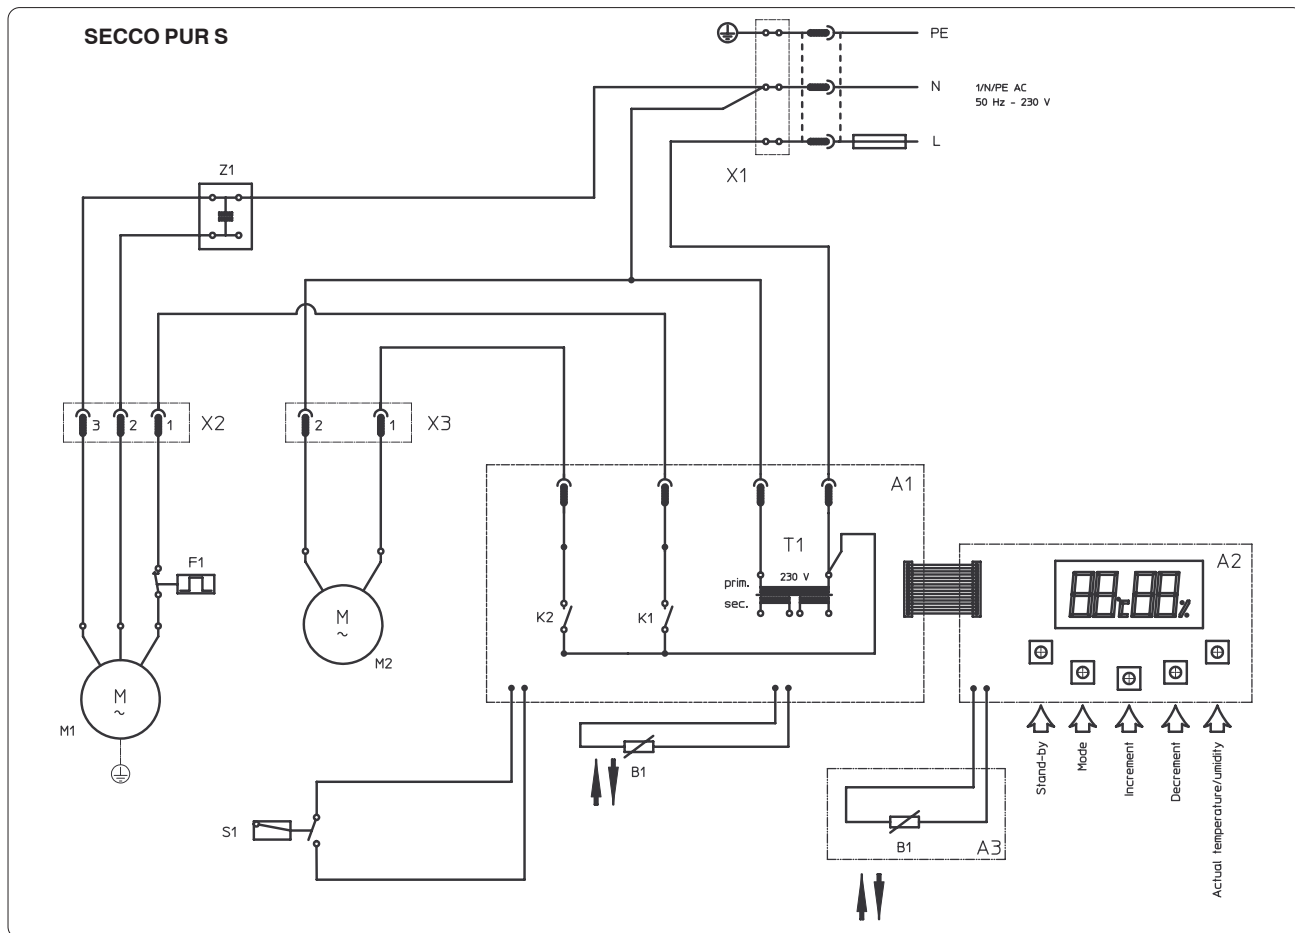 SECCO PUR S
PE
N
1/N/PE AC
50 Hz - 230 V
L
X1
Z1
3
2
1
X2
2
1
X3
A1
T1
F1
prim.
230 V
sec.
K2
K1
A2
88°C88%
M
~
M2
M
~
M1
B1
S1
B1
A3
Stand-by
Mode
Increment
Decrement
Actual temperature/umidity